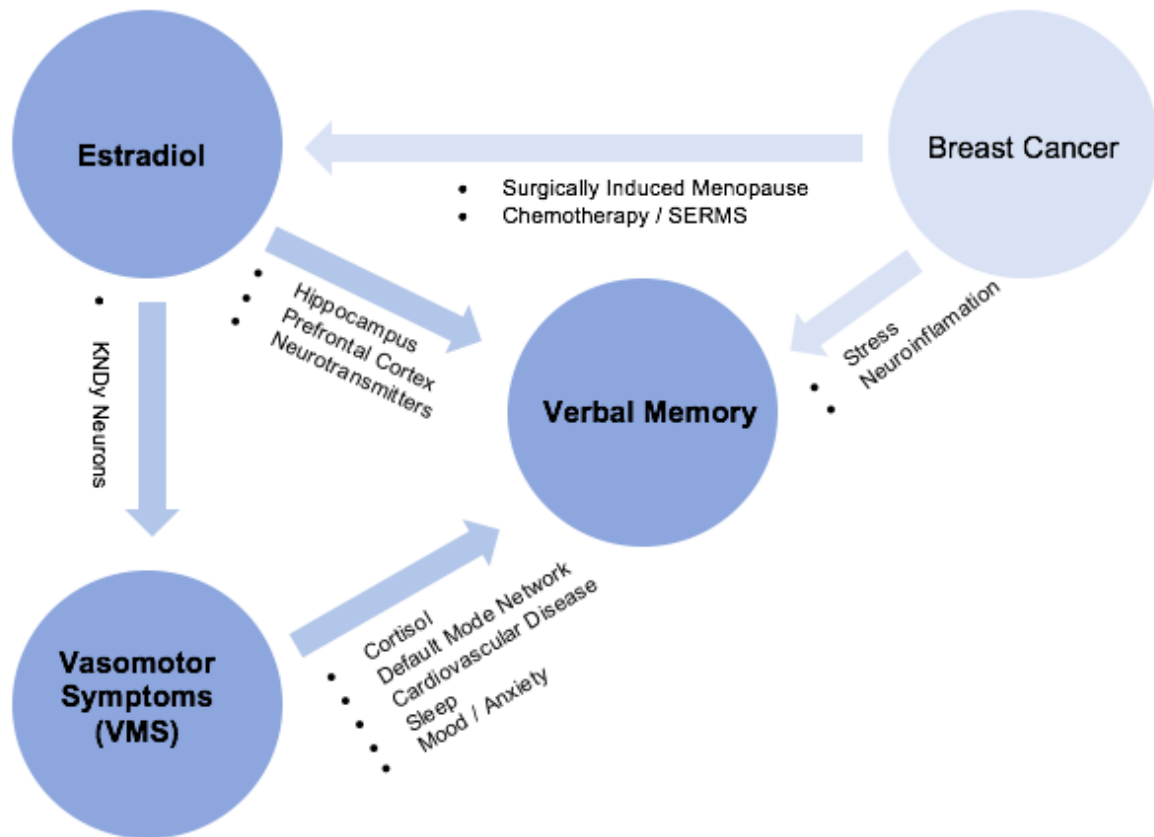 Estradiol
Breast Cancer
• Surgically Induced Menopause
• Chemotherapy / SERMS
• Hippocampus
• Prefrontal Cortex
• Neurotransmitters
• Stress
• Neuroinflamation
• KNDy Neurons
Verbal Memory
Vasomotor
Symptoms
(VMS)
• Cortisol
• Default Mode Network
• Cardiovascular Disease
• Sleep
• Mood / Anxiety